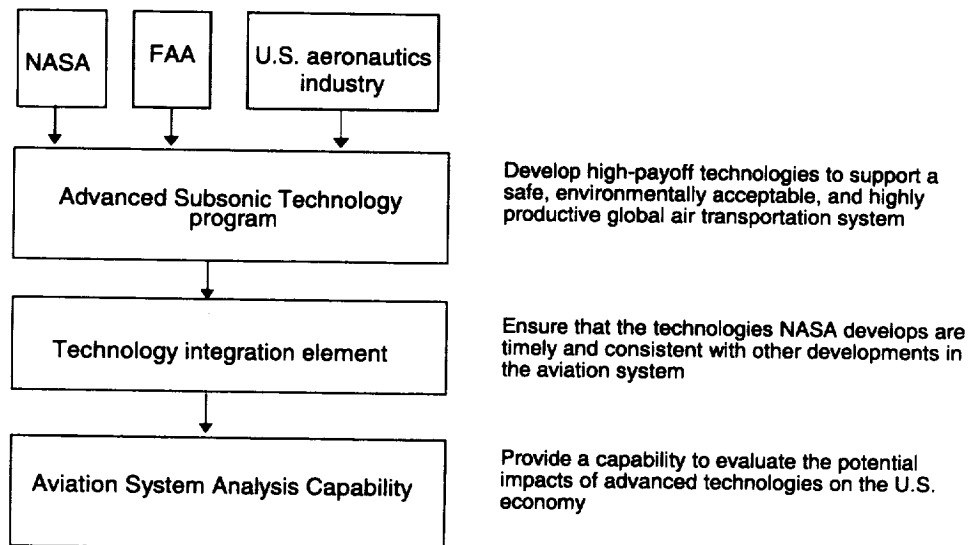 NASA
FAA
U.S. aeronautics
industry
Advanced Subsonic Technology
program
Develop high-payoff technologies to support a
safe, environmentally acceptable, and highly
productive global air transportation system
Technology integration element
Ensure that the technologies NASA develops are
timely and consistent with other developments in
the aviation system
Aviation System Analysis Capability
Provide a capability to evaluate the potential
impacts of advanced technologies on the U.S.
economy